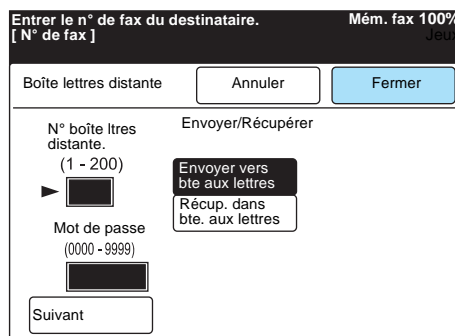 Entrer le n° de fax du destinataire.
Mém. fax 100%
[ N° de fax ]
Jeux
Boîte lettres distante
Annuler
Fermer
N° boîte ltres
distante.
(1 - 200)
Mot de passe
(0000 - 9999)
Suivant
Envoyer/Récupérer
Envoyer vers
bte aux lettres
Récup. dans
bte. aux lettres